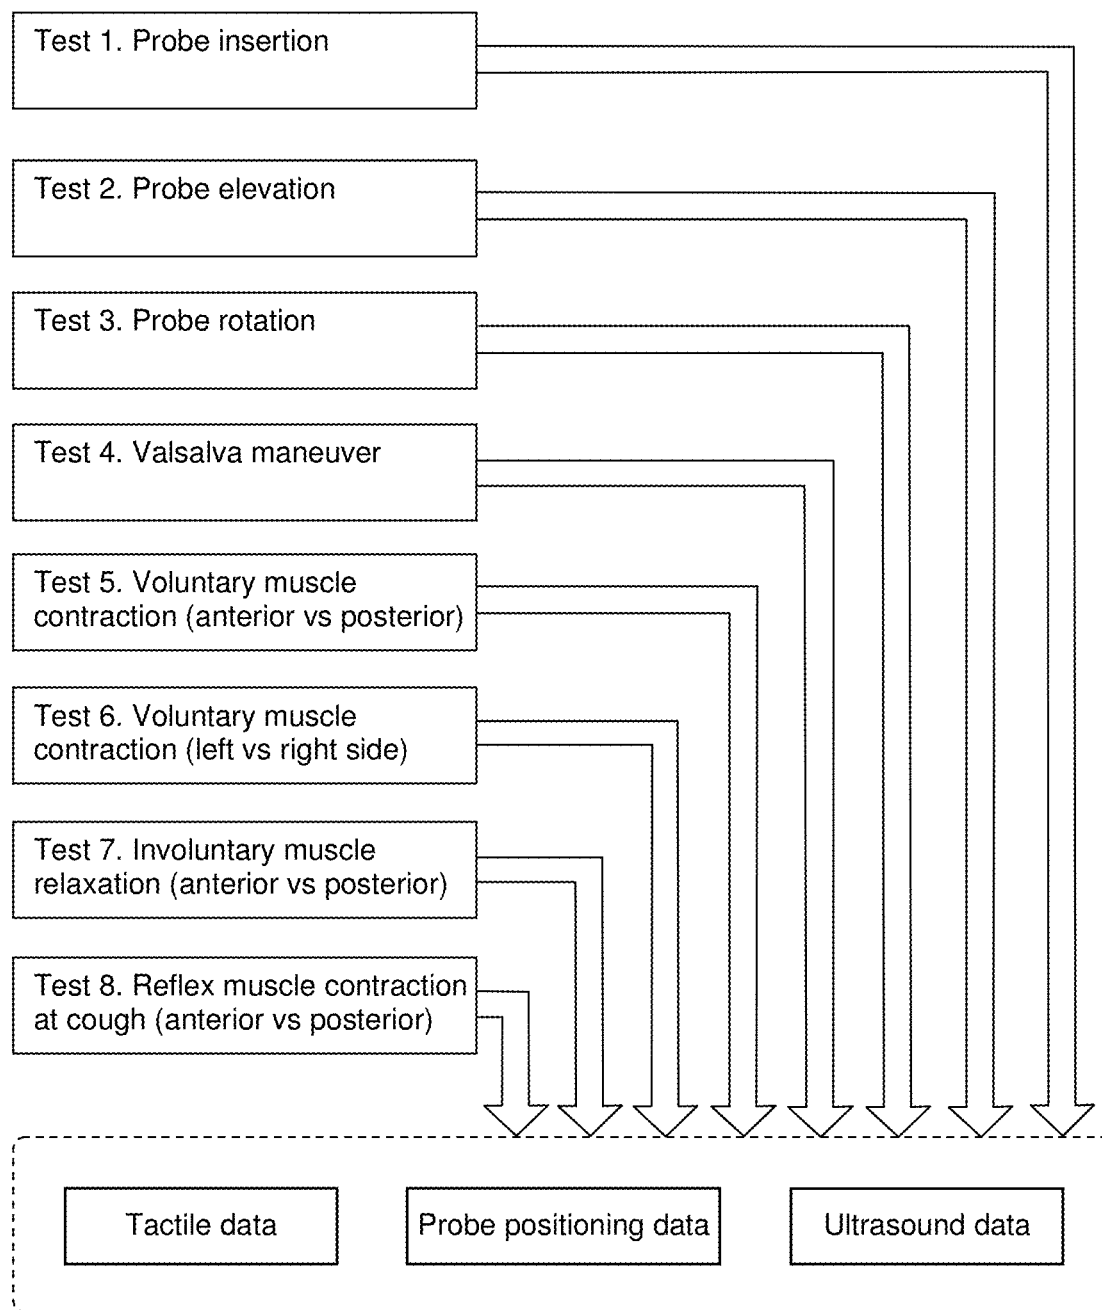 Test 1. Probe insertion
Test 2. Probe elevation
Test 3. Probe rotation
Test 4. Valsalva maneuver
Test 5. Voluntary muscle
contraction (anterior vs posterior)
Test 6. Voluntary muscle
contraction (left vs right side)
Test 7. Involuntary muscle
relaxation (anterior vs posterior)
Test 8. Reflex muscle contraction
at cough (anterior vs posterior)
Tactile data
Probe positioning data
Ultrasound data